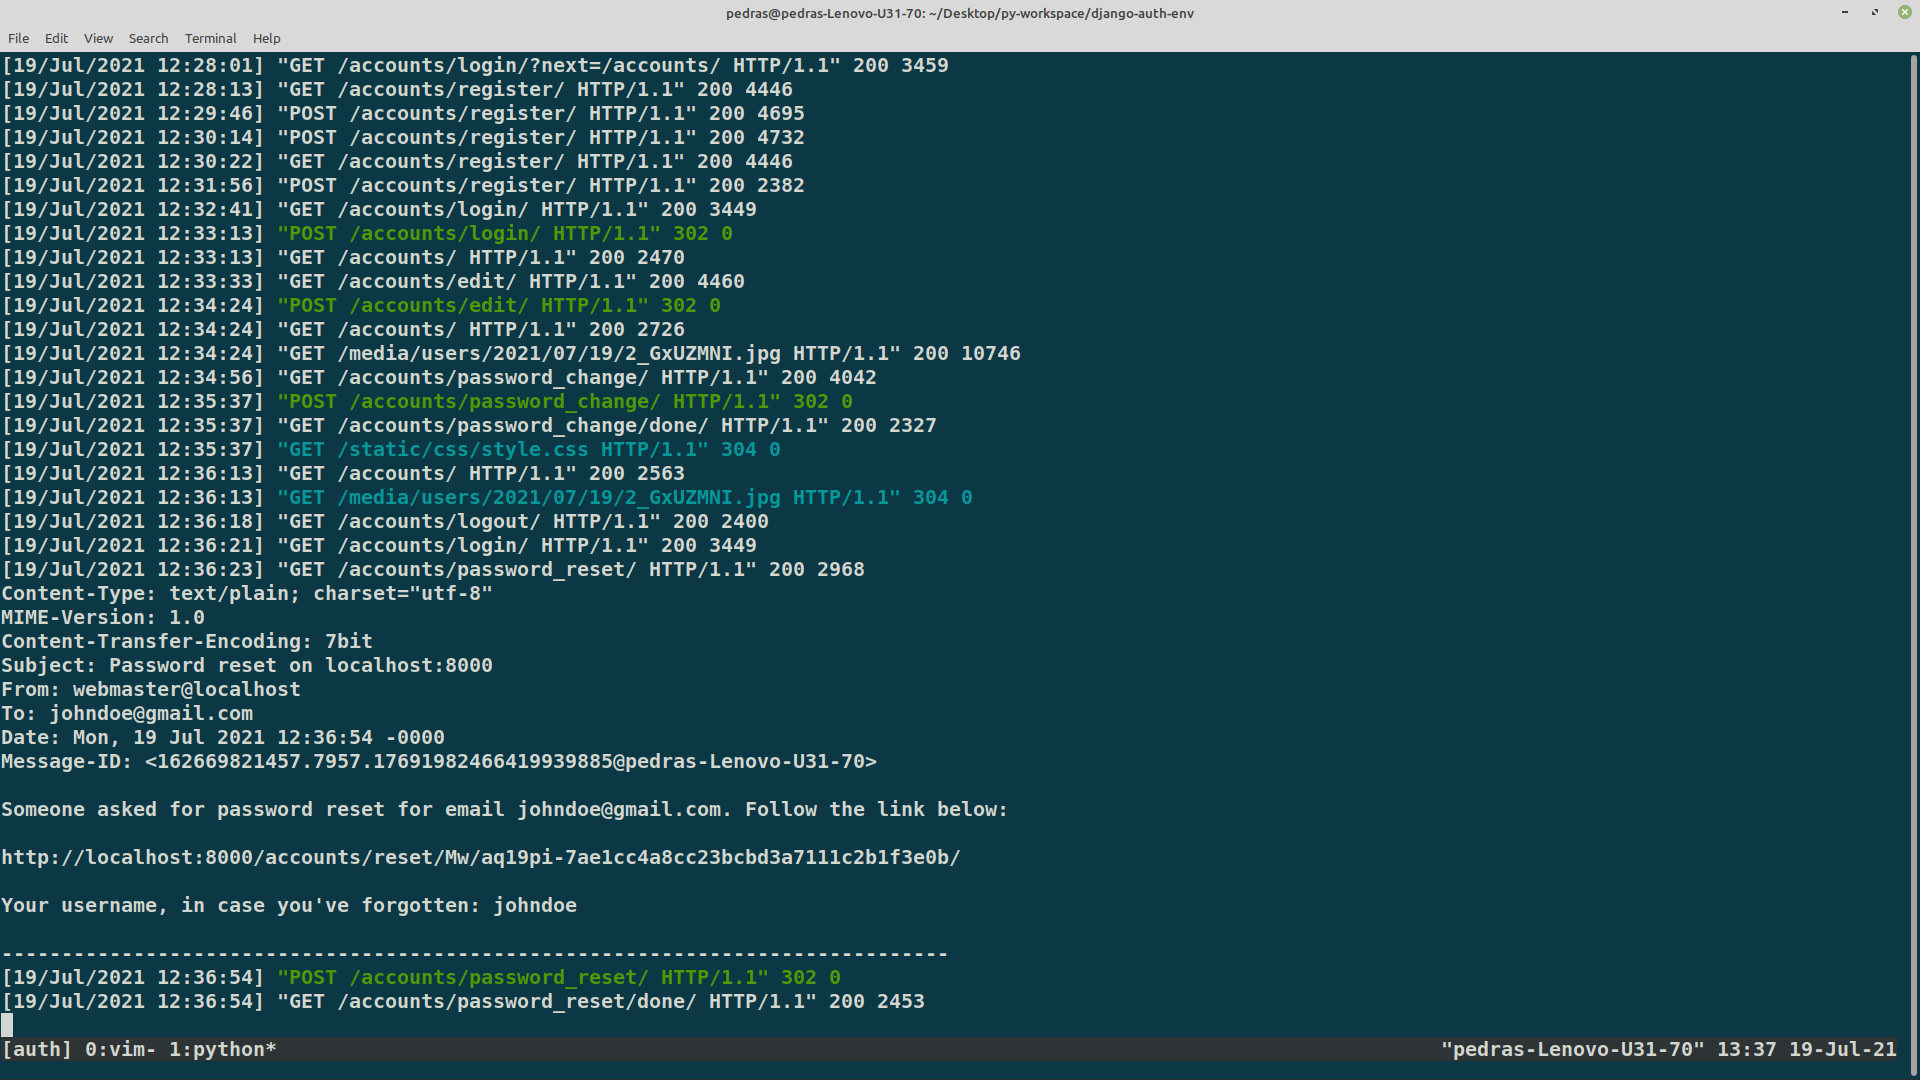 pedras@pedras-Lenovo-U31-70: ~/Desktop/py-workspace/django-auth-env
File Edit View Search Terminal Help
[19/Jul/2021 12:28:01] "GET /accounts/login/?next=/accounts/ HTTP/1.1" 200 3459
[19/Jul/2021 12:28:13] "GET /accounts/register/ HTTP/1.1" 200 4446
[19/Jul/2021 12:29:46] "POST /accounts/register/ HTTP/1.1" 200 4695
[19/Jul/2021 12:30:14] "POST /accounts/register/ HTTP/1.1" 200 4732
[19/Jul/2021 12:30:22] "GET /accounts/register/ HTTP/1.1" 200 4446
[19/Jul/2021 12:31:56] "POST /accounts/register/ HTTP/1.1" 200 2382
[19/Jul/2021 12:32:41] "GET /accounts/login/ HTTP/1.1" 200 3449
[19/Jul/2021 12:33:13] "POST /accounts/login/ HTTP/1.1" 302 0
[19/Jul/2021 12:33:13] "GET /accounts/ HTTP/1.1" 200 2470
[19/Jul/2021 12:33:33] "GET /accounts/edit/ HTTP/1.1" 200 4460
[19/Jul/2021 12:34:24] "POST /accounts/edit/ HTTP/1.1" 302 0
[19/Jul/2021 12:34:24] "GET /accounts/ HTTP/1.1" 200 2726
[19/Jul/2021 12:34:24] "GET /media/users/2021/07/19/2_GxUZMNI.jpg HTTP/1.1" 200 10746
[19/Jul/2021 12:34:56] "GET /accounts/password_change/ HTTP/1.1" 200 4042
[19/Jul/2021 12:35:37] "POST /accounts/password_change/ HTTP/1.1" 302 0
[19/Jul/2021 12:35:37] "GET /accounts/password_change/done/ HTTP/1.1" 200 2327
[19/Jul/2021 12:35:37] "GET /static/css/style.css HTTP/1.1" 304 0
[19/Jul/2021 12:36:13] "GET /accounts/ HTTP/1.1" 200 2563
[19/Jul/2021 12:36:13] "GET /media/users/2021/07/19/2_GxUZMNI.jpg HTTP/1.1" 304 0
[19/Jul/2021 12:36:18] "GET /accounts/logout/ HTTP/1.1" 200 2400
[19/Jul/2021 12:36:21] "GET /accounts/login/ HTTP/1.1" 200 3449
[19/Jul/2021 12:36:23] "GET /accounts/password_reset/ HTTP/1.1" 200 2968
Content-Type: text/plain; charset="utf-8"
MIME-Version: 1.0
Content-Transfer-Encoding: 7bit
Subject: Password reset on localhost:8000
From: webmaster@localhost
To: johndoe@gmail.com
Date: Mon, 19 Jul 2021 12:36:54 -0000
Message-ID: <162669821457.7957.17691982466419939885@pedras-Lenovo-U31-70>
Someone asked for password reset for email johndoe@gmail.com. Follow the link below:
http://localhost:8000/accounts/reset/Mw/aq19pi-7ae1cc4a8cc23bcbd3a7111c2b1f3e0b/
Your username, in case you've forgotten: johndoe
-------------------------------------------------------------------------------
[19/Jul/2021 12:36:54] "POST /accounts/password_reset/ HTTP/1.1" 302 0
[19/Jul/2021 12:36:54] "GET /accounts/password_reset/done/ HTTP/1.1" 200 2453
[auth] 0:vim- 1:python* "pedras-Lenovo-U31-70" 13:37 19-Jul-21